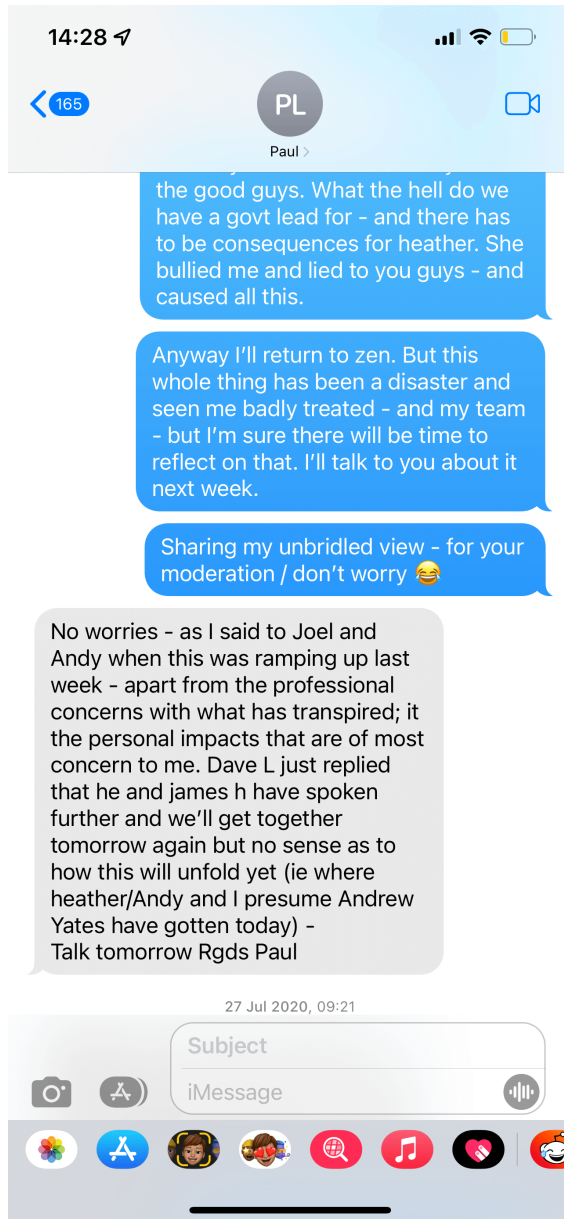 14:28
165
PL
Paul
the good guys. What the hell do we
have a govt lead for - and there has
to be consequences for heather. She
bullied me and lied to you guys - and
caused all this.
Anyway I'll return to zen. But this
whole thing has been a disaster and
seen me badly treated - and my team
- but I'm sure there will be time to
reflect on that. I'll talk to you about it
next week.
Sharing my unbridled view - for your
moderation / don't worry 😂
No worries - as I said to Joel and
Andy when this was ramping up last
week - apart from the professional
concerns with what has transpired; it
the personal impacts that are of most
concern to me. Dave L just replied
that he and james h have spoken
further and we'll get together
tomorrow again but no sense as to
how this will unfold yet (ie where
heather/Andy and I presume Andrew
Yates have gotten today) -
Talk tomorrow Rgds Paul
27 Jul 2020, 09:21
Subject
iMessage